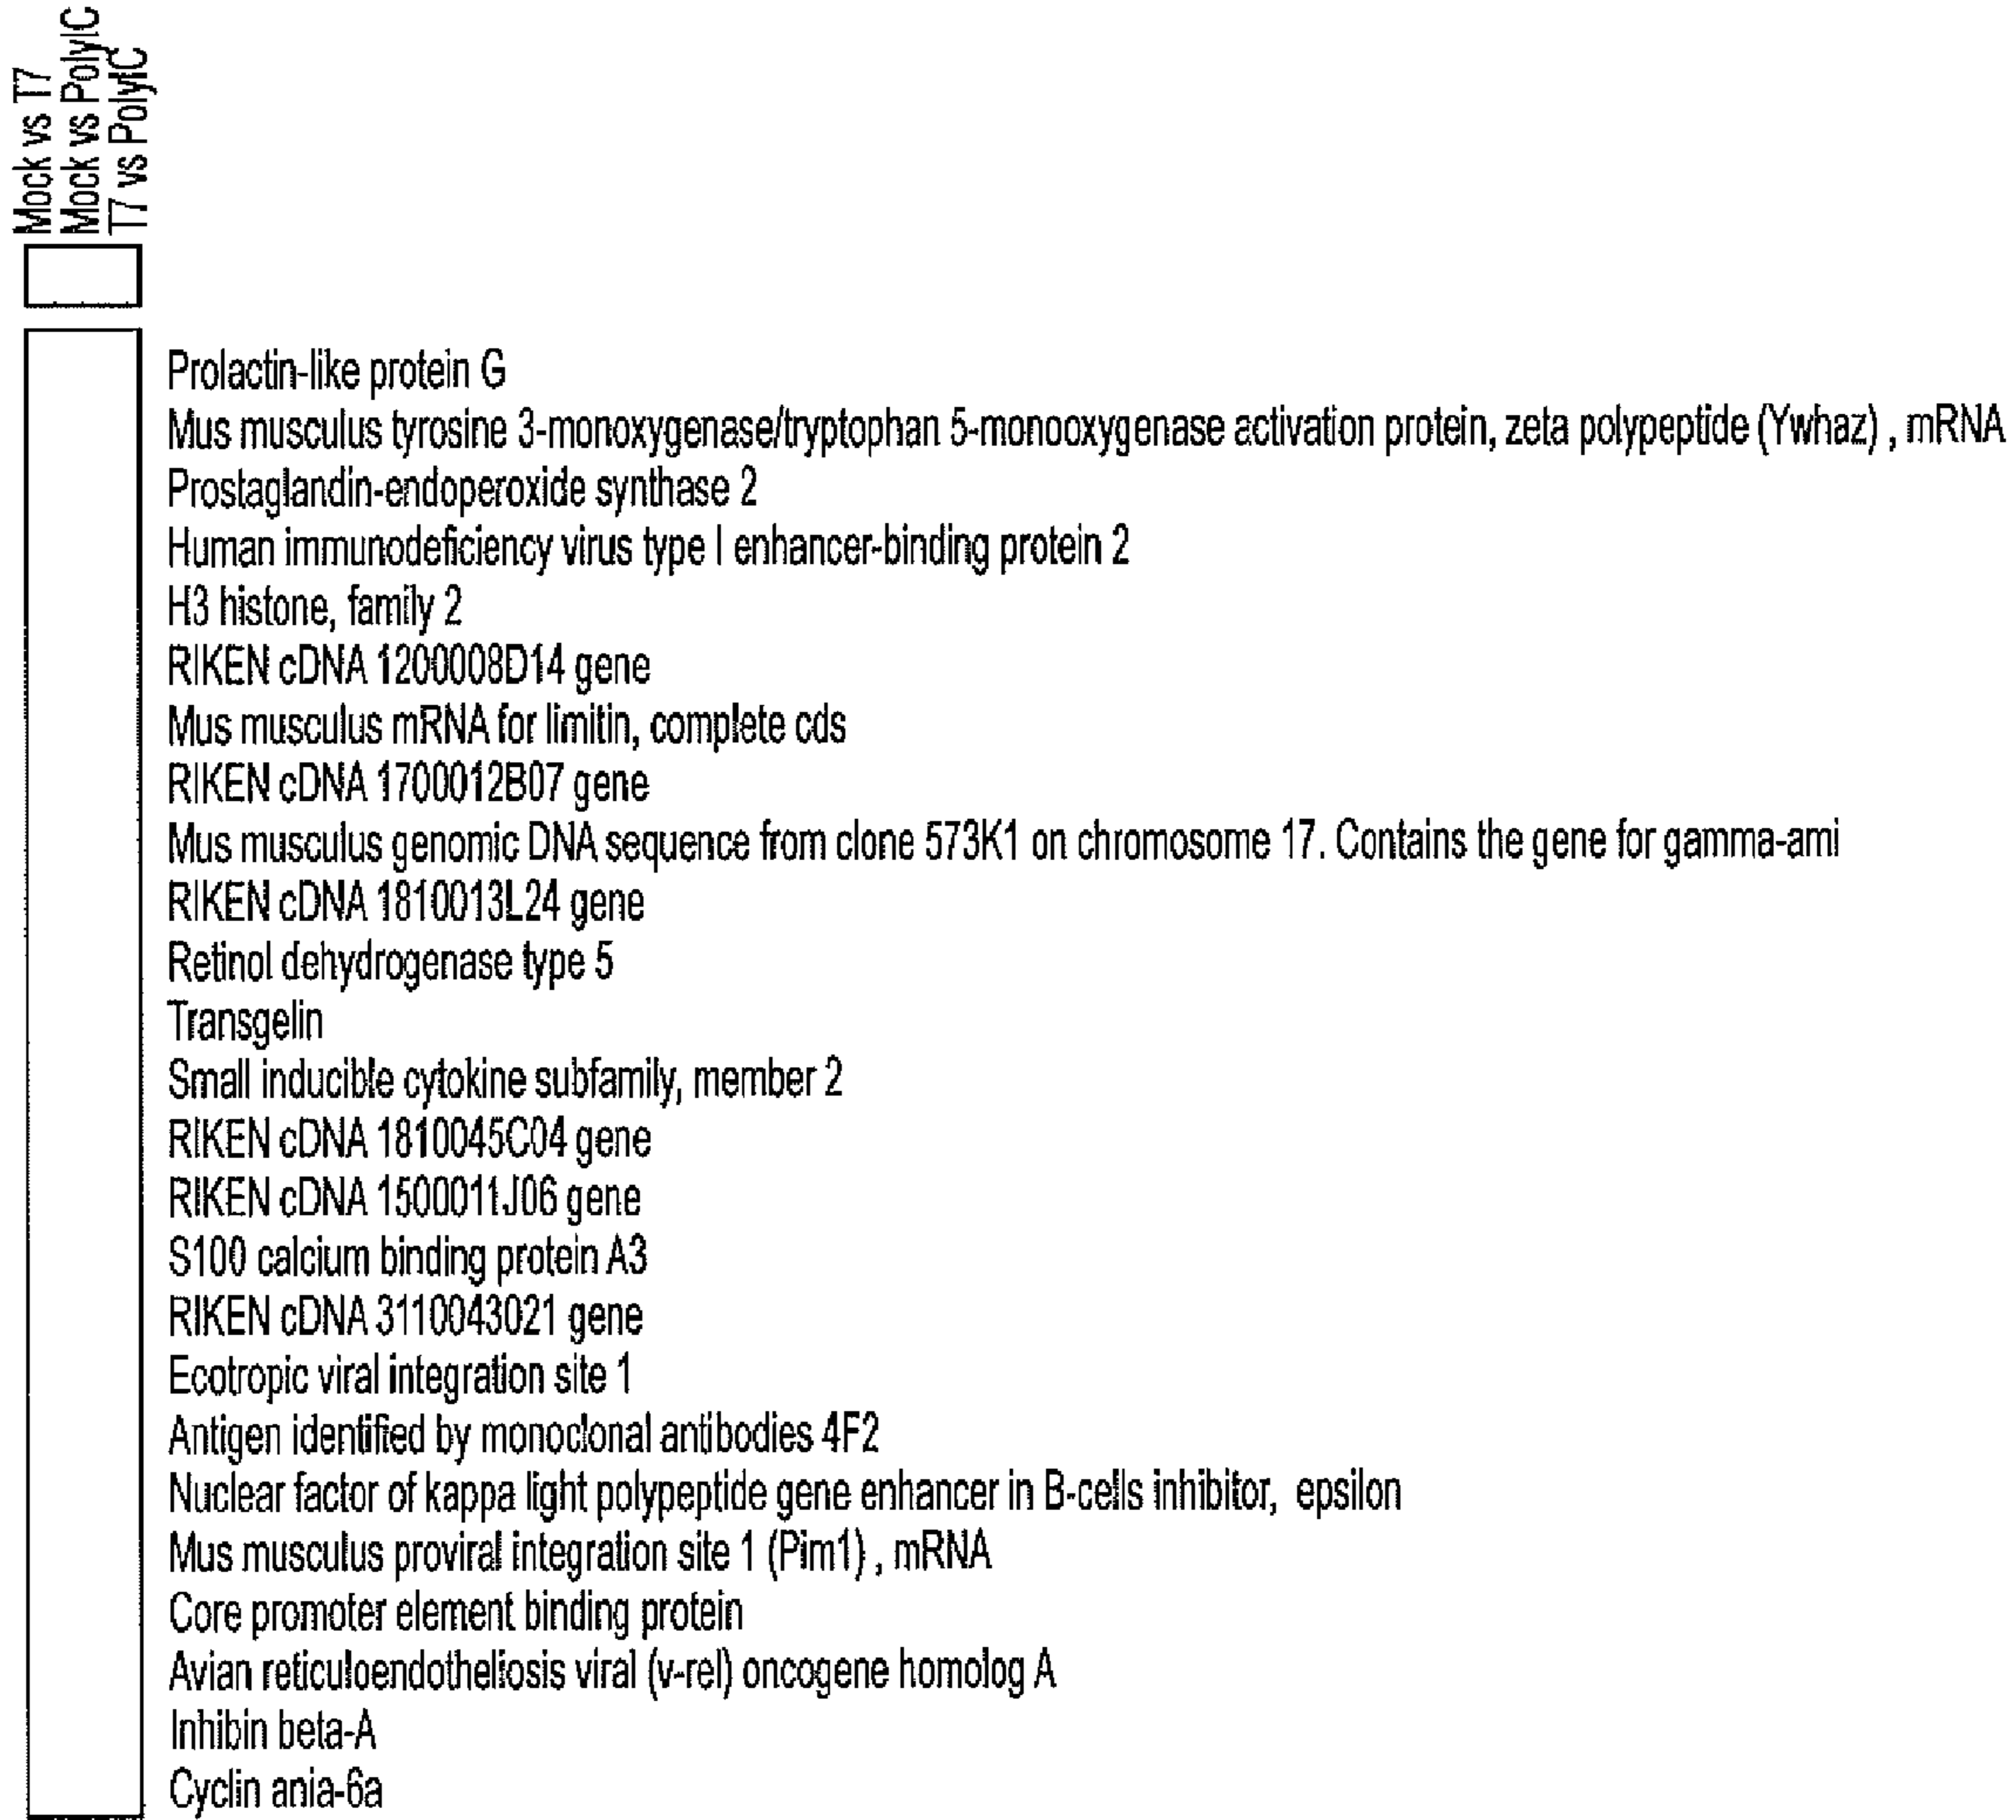 Mock vs T7
Mock vs PolyIC
T7 vs PolyIC
Prolactin-like protein G
Mus musculus tyrosine 3-monoxygenase/tryptophan 5-monooxygenase activation protein, zeta polypeptide (Ywhaz) , mRNA
Prostaglandin-endoperoxide synthase 2
Human immunodeficiency virus type I enhancer-binding protein 2
H3 histone, family 2
RIKEN cDNA 1200008D14 gene
Mus musculus mRNA for limitin, complete cds
RIKEN cDNA 1700012B07 gene
Mus musculus genomic DNA sequence from clone 573K1 on chromosome 17. Contains the gene for gamma-ami
RIKEN cDNA 1810013L24 gene
Retinol dehydrogenase type 5
Transgelin
Small inducible cytokine subfamily, member 2
RIKEN cDNA 1810045C04 gene
RIKEN cDNA 1500011J06 gene
S100 calcium binding protein A3
RIKEN cDNA 3110043021 gene
Ecotropic viral integration site 1
Antigen identified by monoclonal antibodies 4F2
Nuclear factor of kappa light polypeptide gene enhancer in B-cells inhibitor, epsilon
Mus musculus proviral integration site 1 (Pim1) , mRNA
Core promoter element binding protein
Avian reticuloendotheliosis viral (v-rel) oncogene homolog A
Inhibin beta-A
Cyclin ania-6a